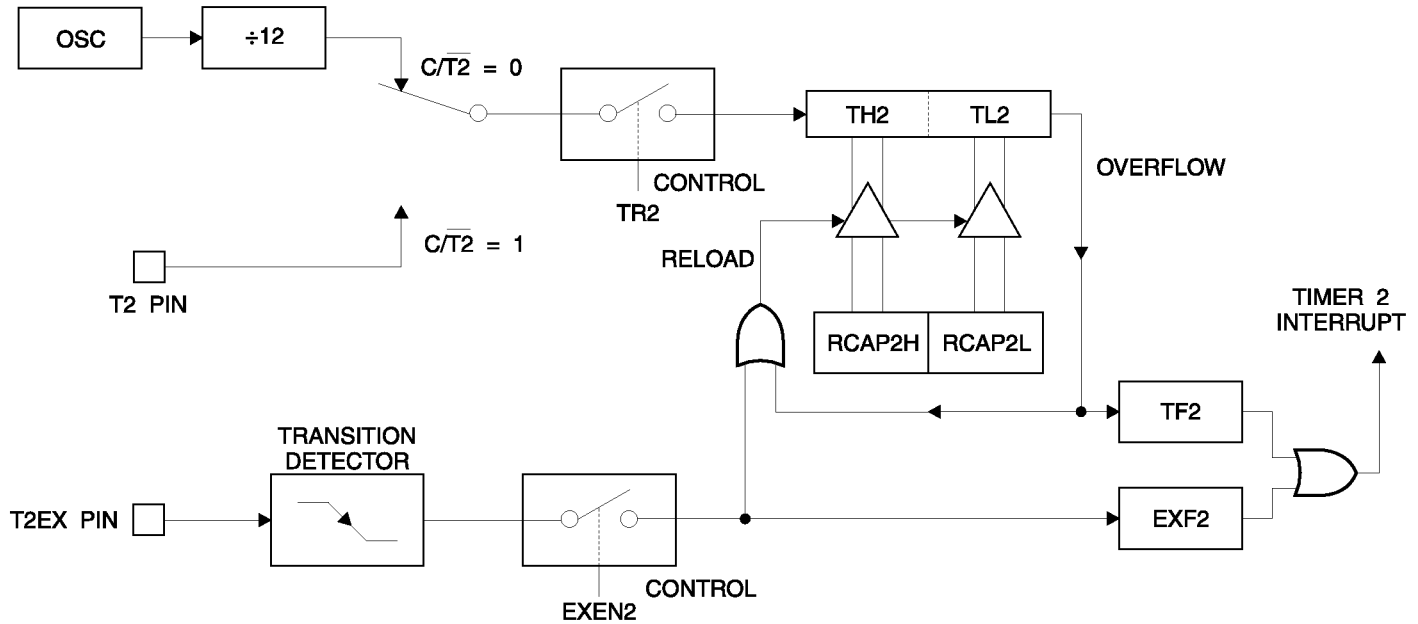 OSC
÷12
C/T2 = 0
TH2
TL2
OVERFLOW
CONTROL
TR2
C/T2 = 1
T2 PIN
RELOAD
RCAP2H
RCAP2L
TIMER 2
INTERRUPT
TF2
TRANSITION
DETECTOR
T2EX PIN
EXF2
CONTROL
EXEN2